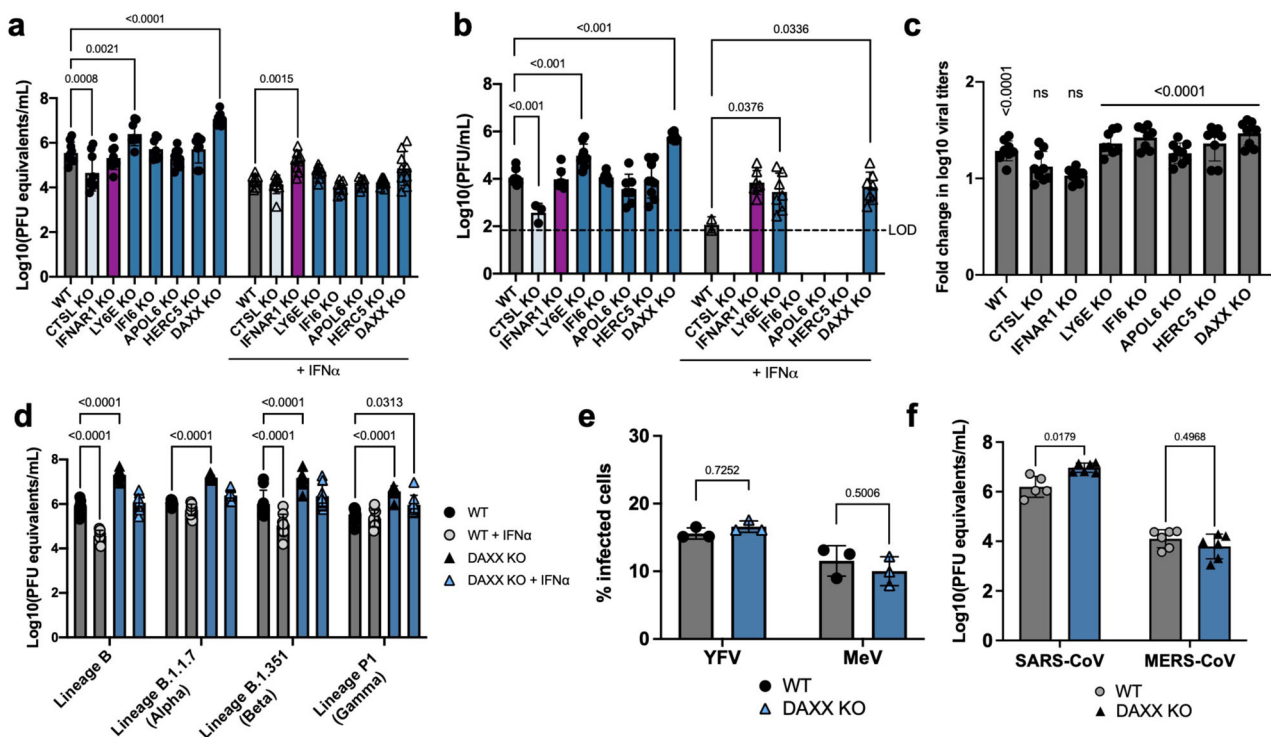 a
<0.0001
0.0021
0.0008
0.0015
Log10(PFU equivalents/mL)
8
6
4
2
0
WT
CTSL KO
IFNAR1 KO
LY6E KO
IFI6 KO
APOL6 KO
HERC5 KO
DAXX KO
WT
CTSL KO
IFNAR1 KO
LY6E KO
IFI6 KO
APOL6 KO
HERC5 KO
DAXX KO
+ IFNα
b
<0.001
<0.001
<0.001
0.0336
0.0376
Log10(PFU/mL)
8
6
4
2
0
LOD
WT
CTSL KO
IFNAR1 KO
LY6E KO
IFI6 KO
APOL6 KO
HERC5 KO
DAXX KO
WT
CTSL KO
IFNAR1 KO
LY6E KO
IFI6 KO
APOL6 KO
HERC5 KO
DAXX KO
+ IFNα
c
<0.0001
ns
ns
<0.0001
Fold change in log10 viral titers
2
1
0
WT
CTSL KO
IFNAR1 KO
LY6E KO
IFI6 KO
APOL6 KO
HERC5 KO
DAXX KO
d
<0.0001
<0.0001
<0.0001
<0.0001
<0.0001
0.0313
<0.0001
Log10(PFU equivalents/mL)
8
6
4
2
0
Lineage B
Lineage B.1.1.7
(Alpha)
Lineage B.1.351
(Beta)
Lineage P1
(Gamma)
WT
WT + IFNα
DAXX KO
DAXX KO + IFNα
e
0.7252
0.5006
% infected cells
30
20
10
0
YFV
MeV
WT
DAXX KO
f
0.0179
0.4968
Log10(PFU equivalents/mL)
8
6
4
2
0
SARS-CoV
MERS-CoV
WT
DAXX KO